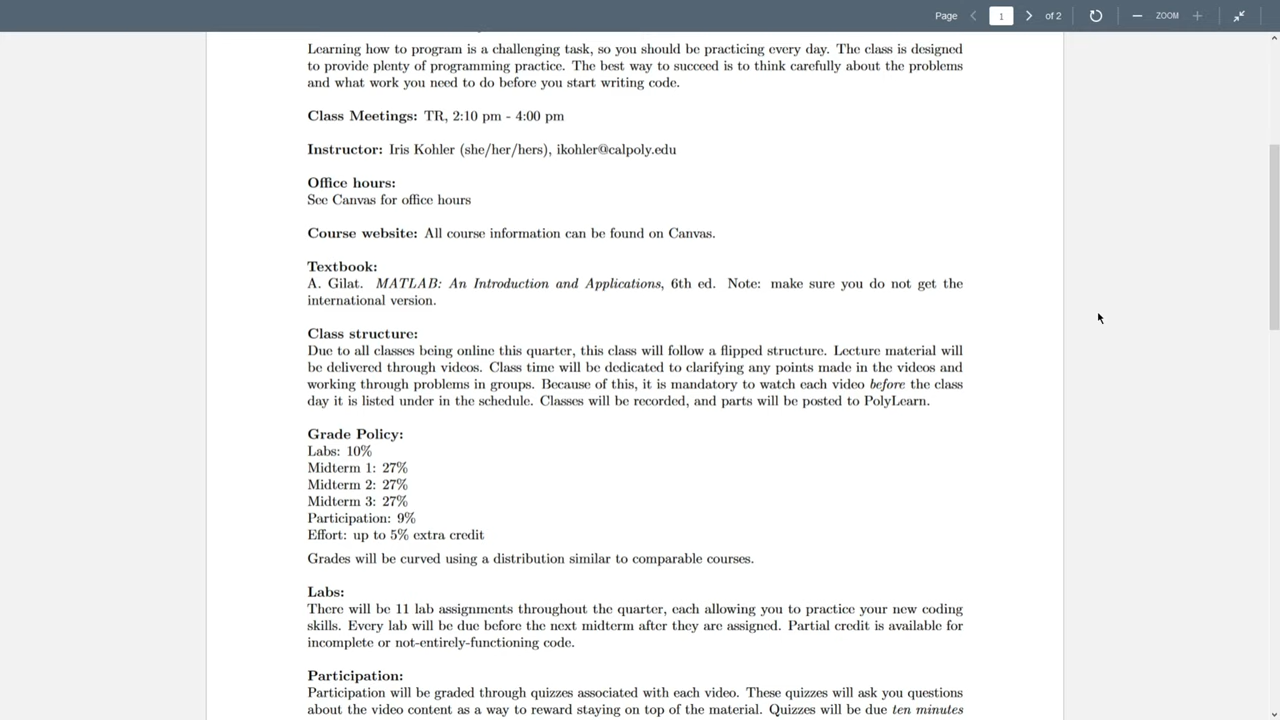 Page 1 of 2 ZOOM
Learning how to program is a challenging task, so you should be practicing every day. The class is designed
to provide plenty of programming practice. The best way to succeed is to think carefully about the problems
and what work you need to do before you start writing code.
Class Meetings: TR, 2:10 pm - 4:00 pm
Instructor: Iris Kohler (she/her/hers), ikohler@calpoly.edu
Office hours:
See Canvas for office hours
Course website: All course information can be found on Canvas.
Textbook:
A. Gilat. MATLAB: An Introduction and Applications, 6th ed. Note: make sure you do not get the
international version.
Class structure:
Due to all classes being online this quarter, this class will follow a flipped structure. Lecture material will
be delivered through videos. Class time will be dedicated to clarifying any points made in the videos and
working through problems in groups. Because of this, it is mandatory to watch each video before the class
day it is listed under in the schedule. Classes will be recorded, and parts will be posted to PolyLearn.
Grade Policy:
Labs: 10%
Midterm 1: 27%
Midterm 2: 27%
Midterm 3: 27%
Participation: 9%
Effort: up to 5% extra credit
Grades will be curved using a distribution similar to comparable courses.
Labs:
There will be 11 lab assignments throughout the quarter, each allowing you to practice your new coding
skills. Every lab will be due before the next midterm after they are assigned. Partial credit is available for
incomplete or not-entirely-functioning code.
Participation:
Participation will be graded through quizzes associated with each video. These quizzes will ask you questions
about the video content as a way to reward staying on top of the material. Quizzes will be due ten minutes